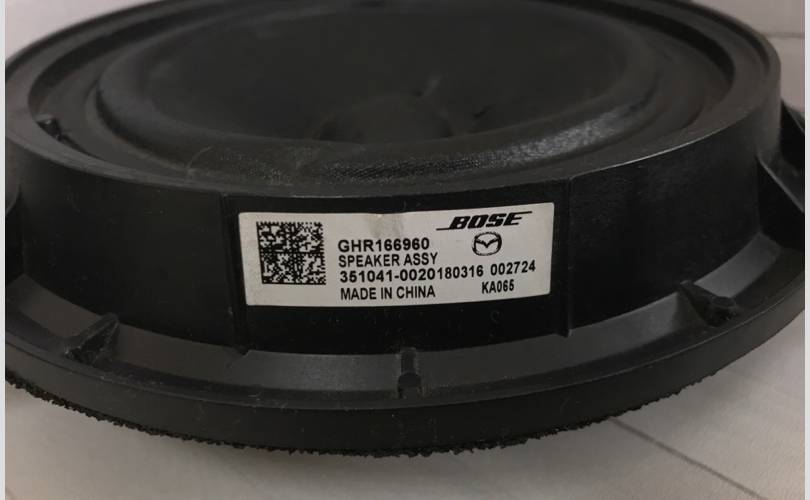 BOSE
GHR166960
SPEAKER ASSY
351041-0020180316 002724
MADE IN CHINA KA065